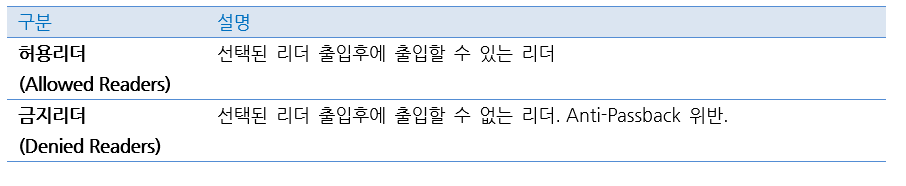 구분 설명
허용리더 선택된 리더 출입후에 출입할 수 있는 리더
(Allowed Readers)
금지리더 선택된 리더 출입후에 출입할 수 없는 리더. Anti-Passback 위반.
(Denied Readers)